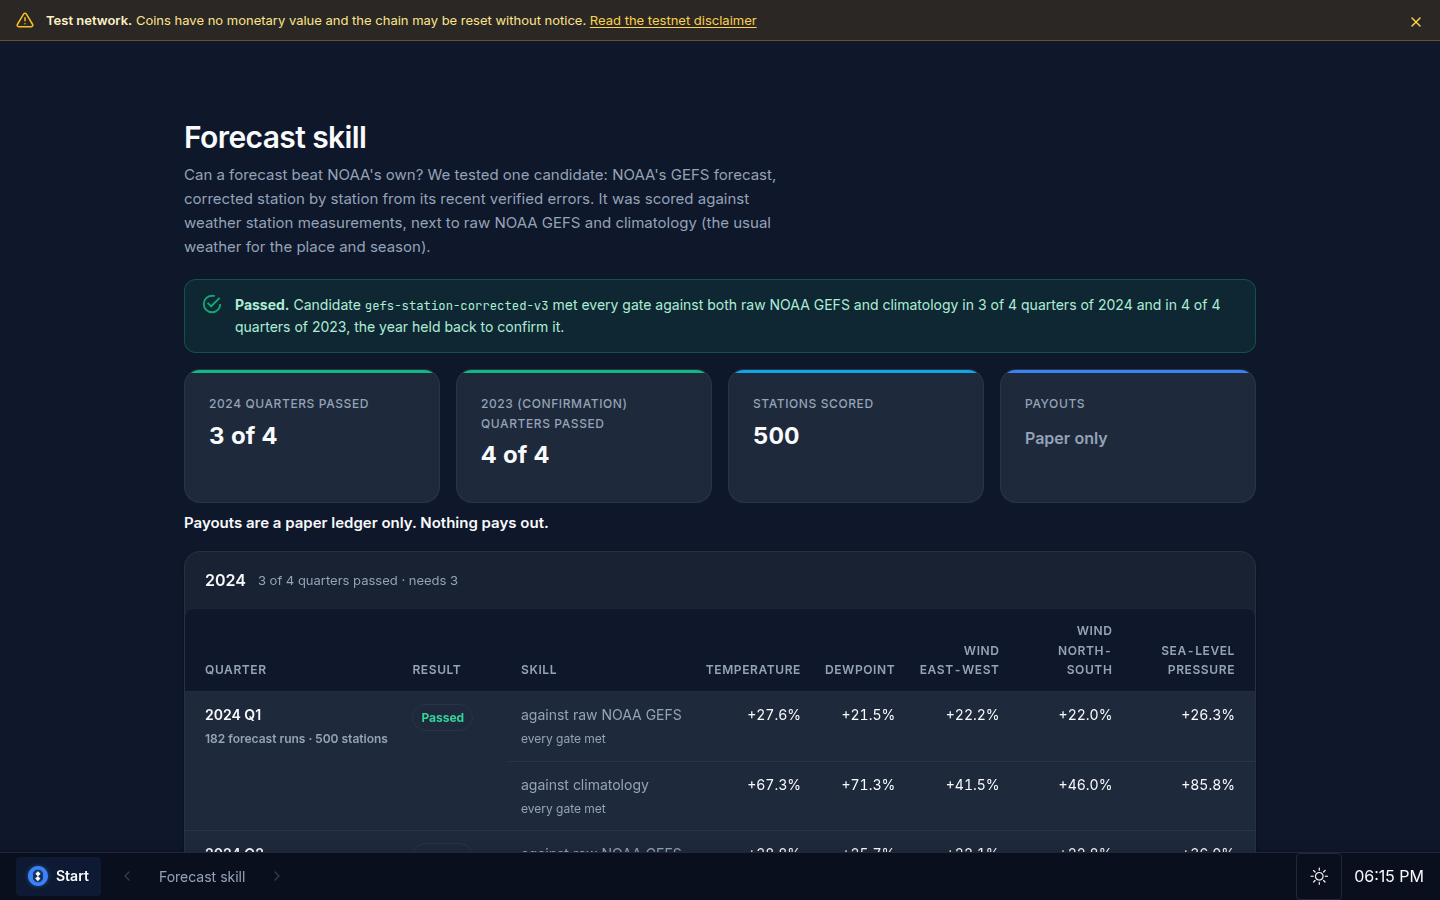 Test network. Coins have no monetary value and the chain may be reset without notice. Read the testnet disclaimer
Forecast skill
Can a forecast beat NOAA's own? We tested one candidate: NOAA's GEFS forecast,
corrected station by station from its recent verified errors. It was scored against
weather station measurements, next to raw NOAA GEFS and climatology (the usual
weather for the place and season).
Passed. Candidate gefs-station-corrected-v3 met every gate against both raw NOAA GEFS and climatology in 3 of 4 quarters of 2024 and in 4 of 4
quarters of 2023, the year held back to confirm it.
2024 QUARTERS PASSED
3 of 4
2023 (CONFIRMATION)
QUARTERS PASSED
4 of 4
STATIONS SCORED
500
PAYOUTS
Paper only
Payouts are a paper ledger only. Nothing pays out.
2024 3 of 4 quarters passed · needs 3
QUARTER RESULT SKILL TEMPERATURE DEWPOINT
WIND
EAST-WEST
WIND
NORTH-
SOUTH
SEA-LEVEL
PRESSURE
2024 Q1 Passed against raw NOAA GEFS +27.6% +21.5% +22.2% +22.0% +26.3%
182 forecast runs · 500 stations every gate met
against climatology +67.3% +71.3% +41.5% +46.0% +85.8%
every gate met
Start Forecast skill 06:15 PM